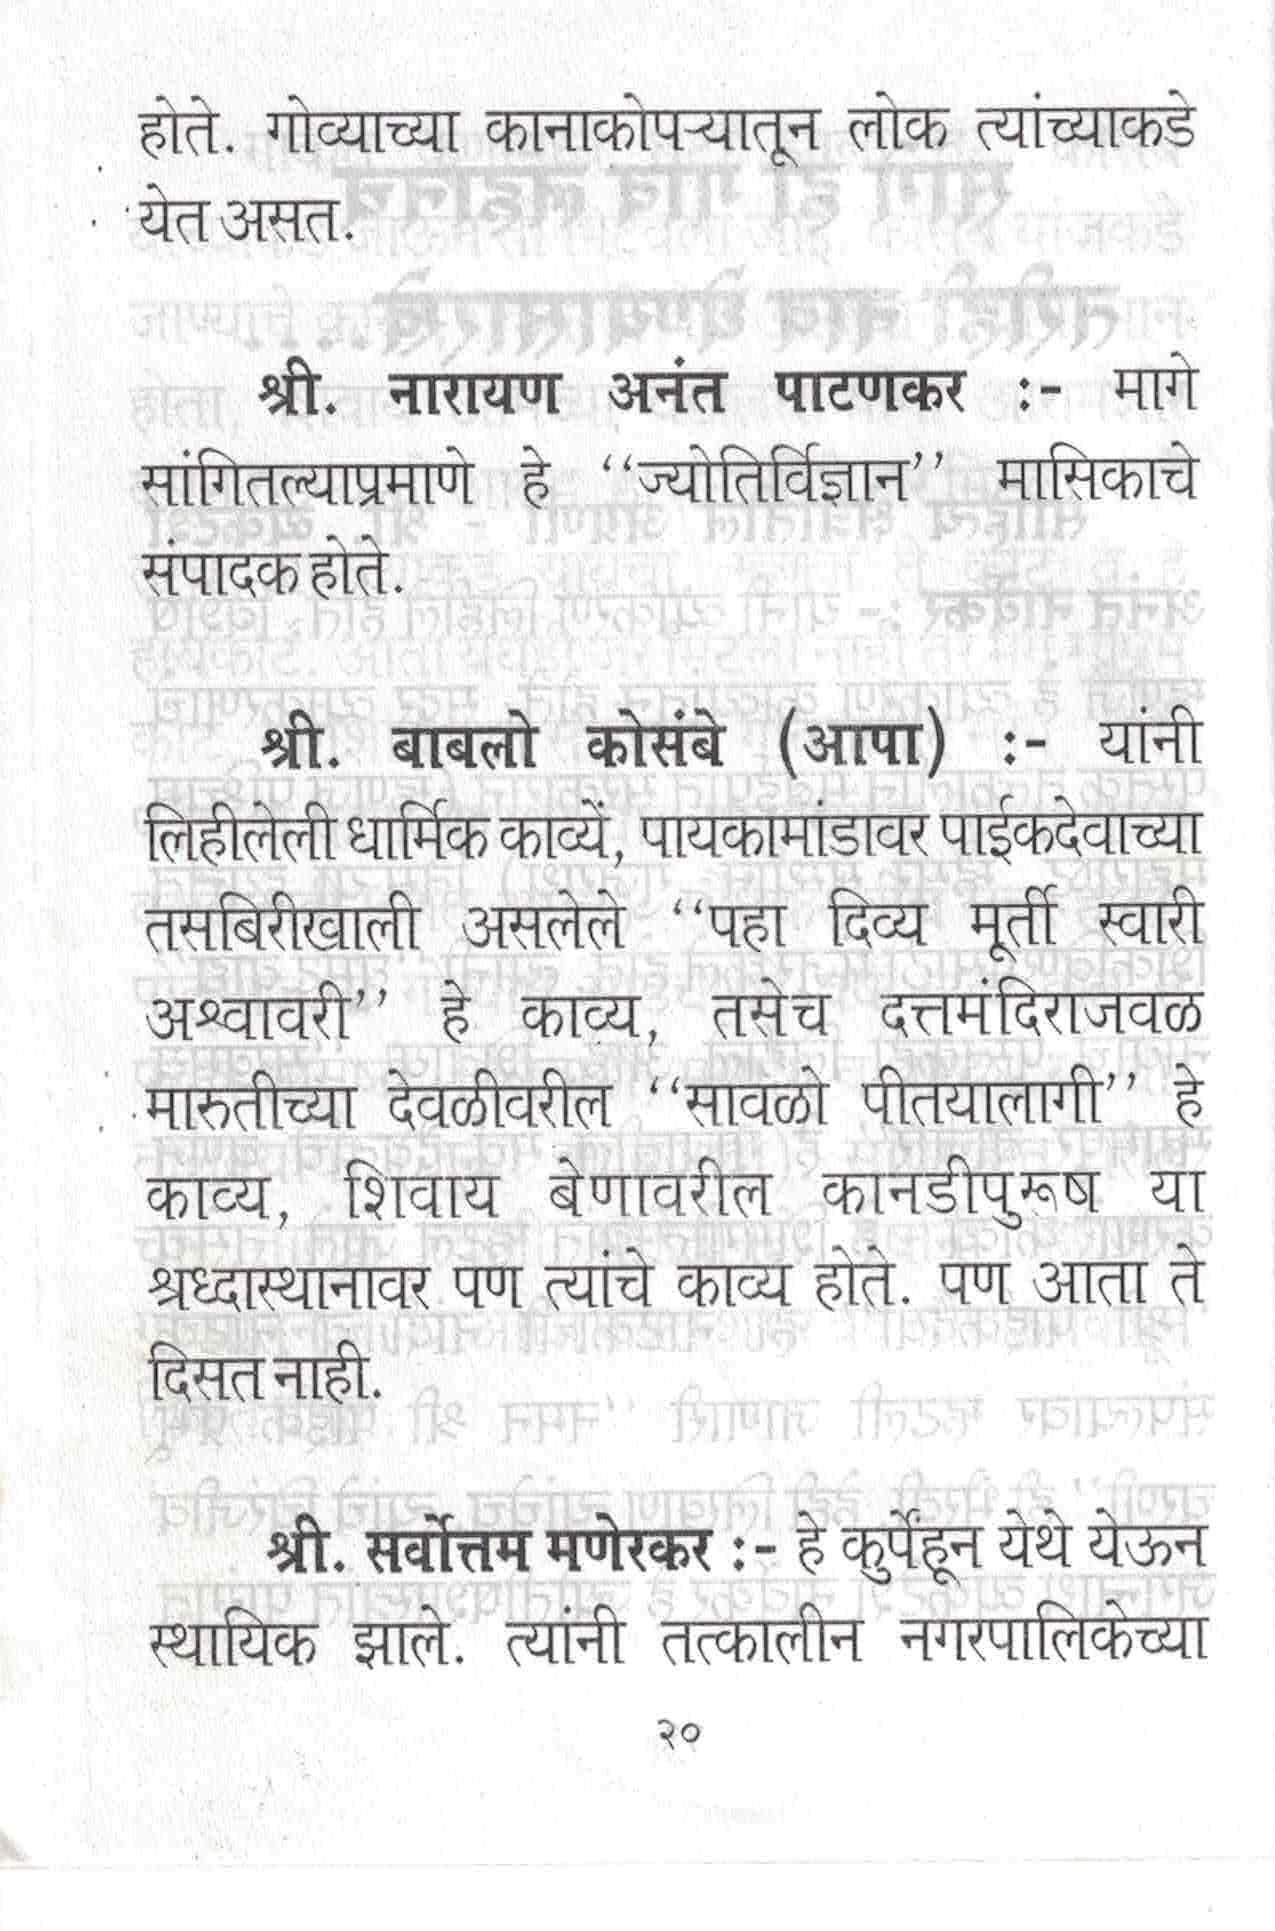 होते. गोव्याच्या कानाकोपऱ्यातून लोक त्यांच्याकडे
येत असत.
श्री. नारायण अनंत पाटणकर :- मागे
सांगितल्याप्रमाणे हे ‘‘ज्योतिर्विज्ञान’’ मासिकाचे
संपादक होते.
श्री. बाबलो कोसंबे (आपा) :- यांनी
लिहीलेली धार्मिक काव्यें, पायकामांडावर पाईकदेवाच्या
तसबिरीखाली असलेले ‘‘पहा दिव्य मूर्ती स्वारी
अश्वावरी’’ हे काव्य, तसेच दत्तमंदिराजवळ
मारुतीच्या देवळीवरील ‘‘सावळो पीतयालागी’’ हे
काव्य, शिवाय बेणावरील कानडीपुरूष या
श्रध्दास्थानावर पण त्यांचे काव्य होते. पण आता ते
दिसत नाही.
श्री. सर्वोत्तम मणेरकर :- हे कुर्पेहून येथे येऊन
स्थायिक झाले. त्यांनी तत्कालीन नगरपालिकेच्या
२०